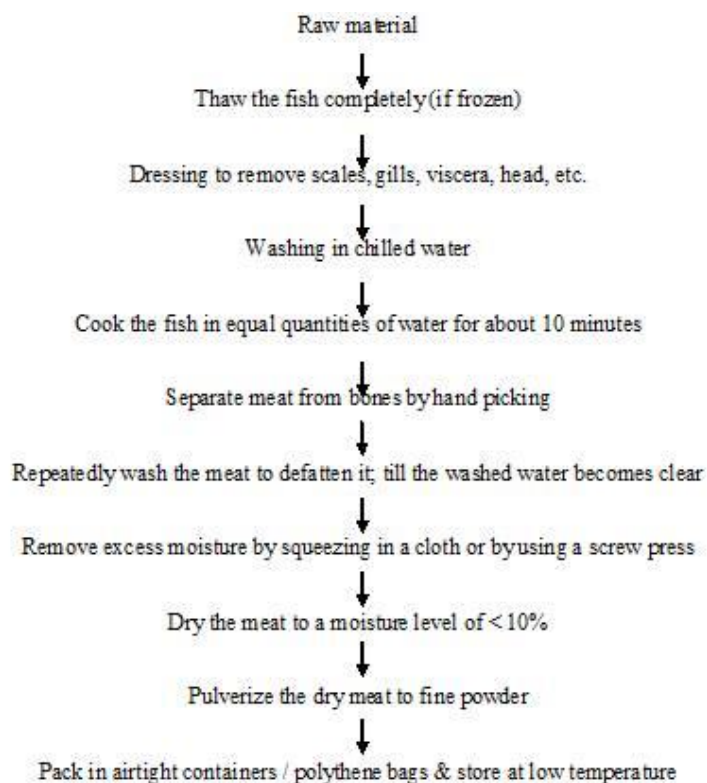 Raw material
Thaw the fish completely (if frozen)
Dressing to remove scales, gills, viscera, head, etc.
Washing in chilled water
Cook the fish in equal quantities of water for about 10 minutes
Separate meat from bones by hand picking
Repeatedly wash the meat to defatten it; till the washed water becomes clear
Remove excess moisture by squeezing in a cloth or by using a screw press
Dry the meat to a moisture level of < 10%
Pulverize the dry meat to fine powder
Pack in airtight containers / polythene bags & store at low temperature